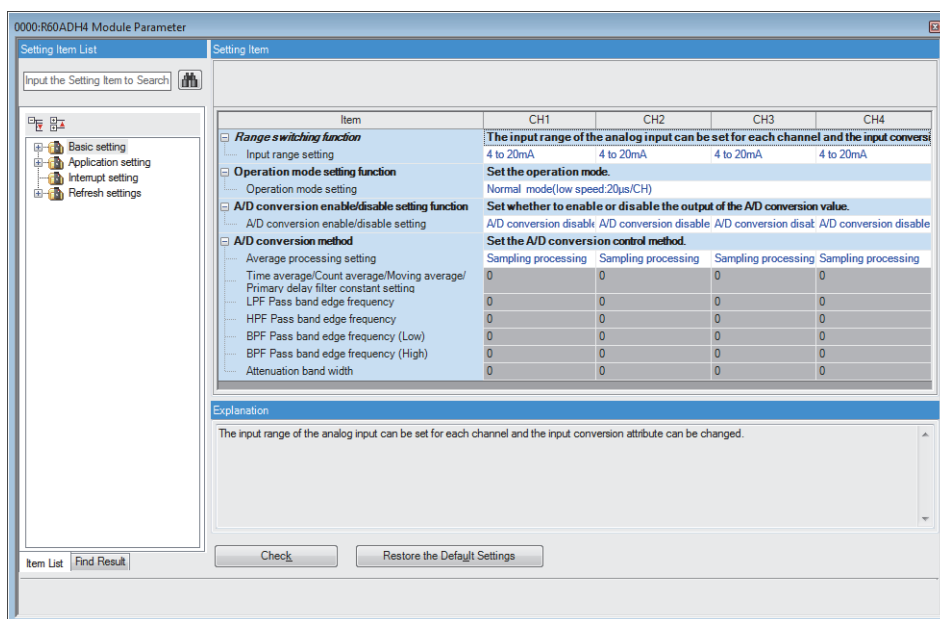 0000:R60ADH4 Module Parameter
Setting Item List
Setting Item
Input the Setting Item to Search
Basic setting
Application setting
Interrupt setting
Refresh settings
Item CH1 CH2 CH3 CH4
Range switching function The input range of the analog input can be set for each channel and the input conversi
Input range setting 4 to 20mA 4 to 20mA 4 to 20mA 4 to 20mA
Operation mode setting function Set the operation mode.
Operation mode setting Normal mode(low speed:20μs/CH)
A/D conversion enable/disable setting function Set whether to enable or disable the output of the A/D conversion value.
A/D conversion enable/disable setting A/D conversion disable A/D conversion disable A/D conversion disat A/D conversion disable
A/D conversion method Set the A/D conversion control method.
Average processing setting Sampling processing Sampling processing Sampling processing Sampling processing
Time average/Count average/Moving average/
Primary delay filter constant setting 0 0 0 0
LPF Pass band edge frequency 0 0 0 0
HPF Pass band edge frequency 0 0 0 0
BPF Pass band edge frequency (Low) 0 0 0 0
BPF Pass band edge frequency (High) 0 0 0 0
Attenuation band width 0 0 0 0
Explanation
The input range of the analog input can be set for each channel and the input conversion attribute can be changed.
Item List Find Result
Check Restore the Default Settings